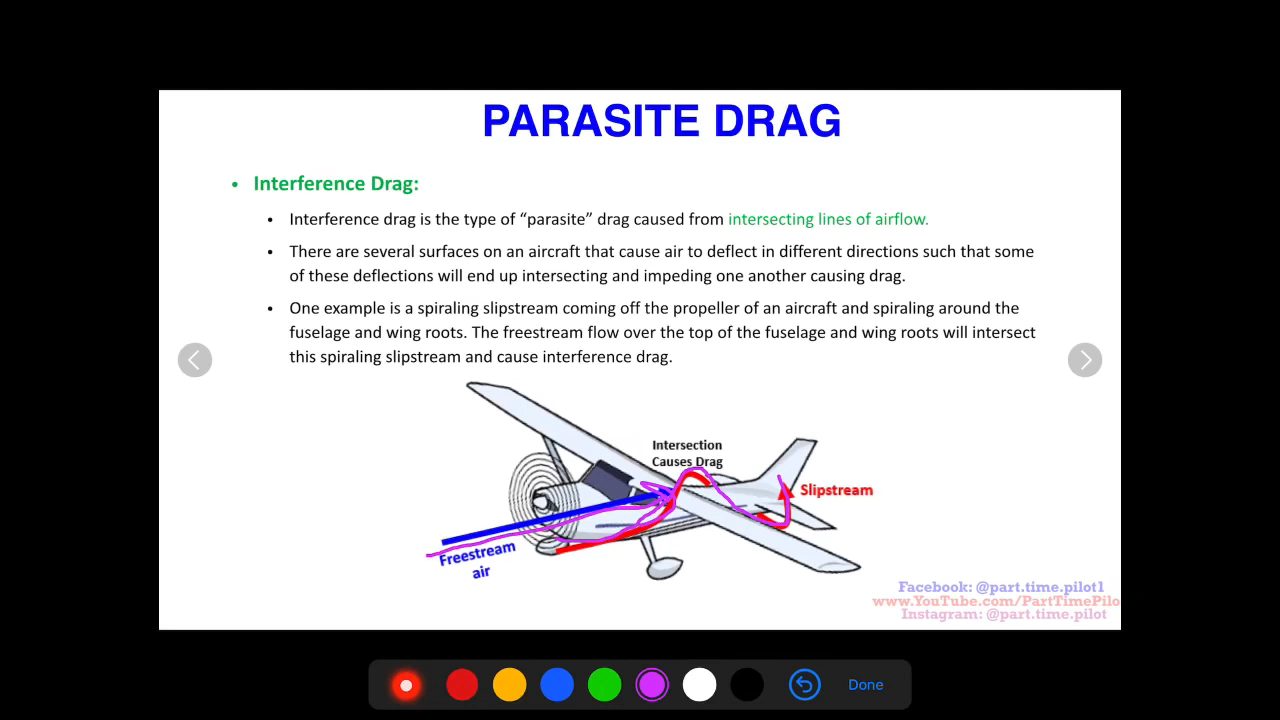 PARASITE DRAG
• Interference Drag:
• Interference drag is the type of “parasite” drag caused from intersecting lines of airflow.
• There are several surfaces on an aircraft that cause air to deflect in different directions such that some
of these deflections will end up intersecting and impeding one another causing drag.
• One example is a spiraling slipstream coming off the propeller of an aircraft and spiraling around the
fuselage and wing roots. The freestream flow over the top of the fuselage and wing roots will intersect
this spiraling slipstream and cause interference drag.
Intersection
Causes Drag
Slipstream
Freestream
air
Facebook: @part.time.pilot1
www.YouTube.com/PartTimePilo
Instagram: @part.time.pilot
Done